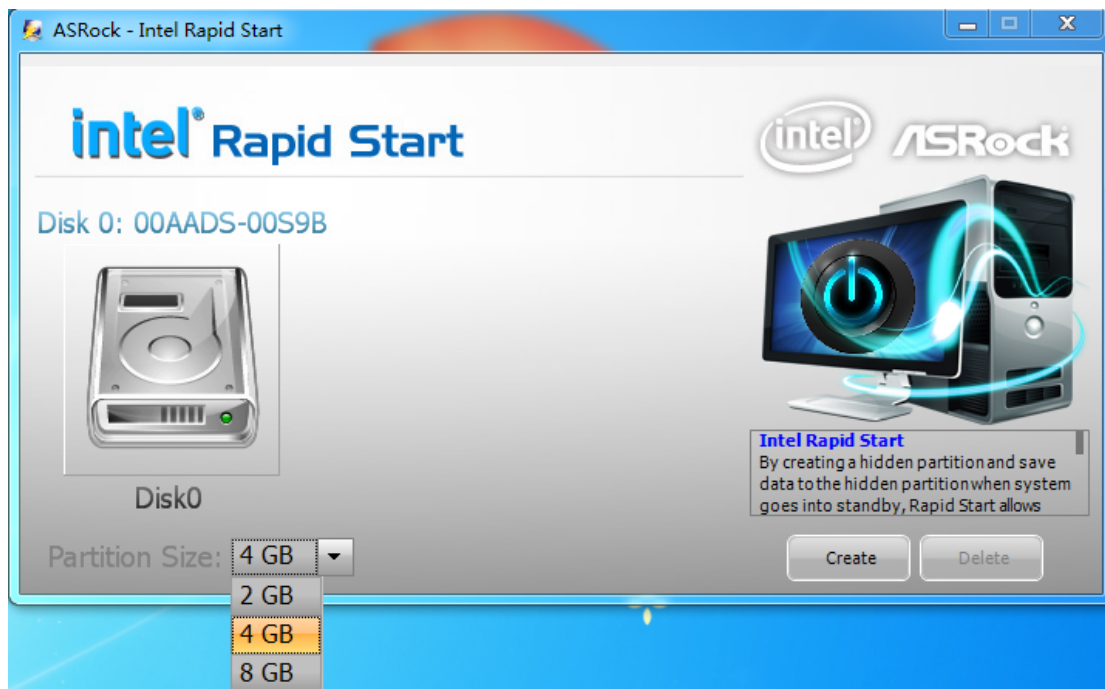 ASRock - Intel Rapid Start
intel® Rapid Start
intel® ASRock
Disk 0: 00AADS-00S9B
Disk0
Intel Rapid Start
By creating a hidden partition and save
data to the hidden partition when system
goes into standby, Rapid Start allows
Partition Size: 4 GB
2 GB
4 GB
8 GB
Create
Delete